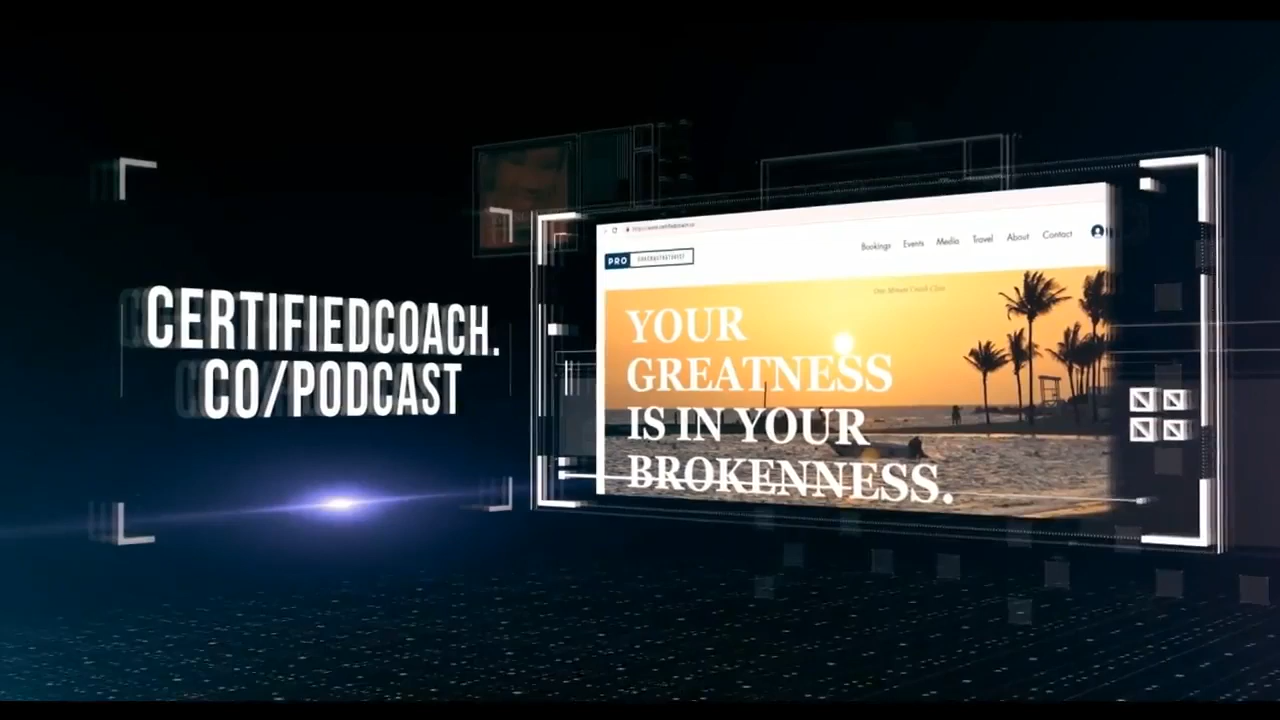 CERTIFIEDCOACH.
CO/PODCAST
Bookings Events Media Travel About Contact
PRO
YOUR
GREATNESS
IS IN YOUR
BROKENNESS.